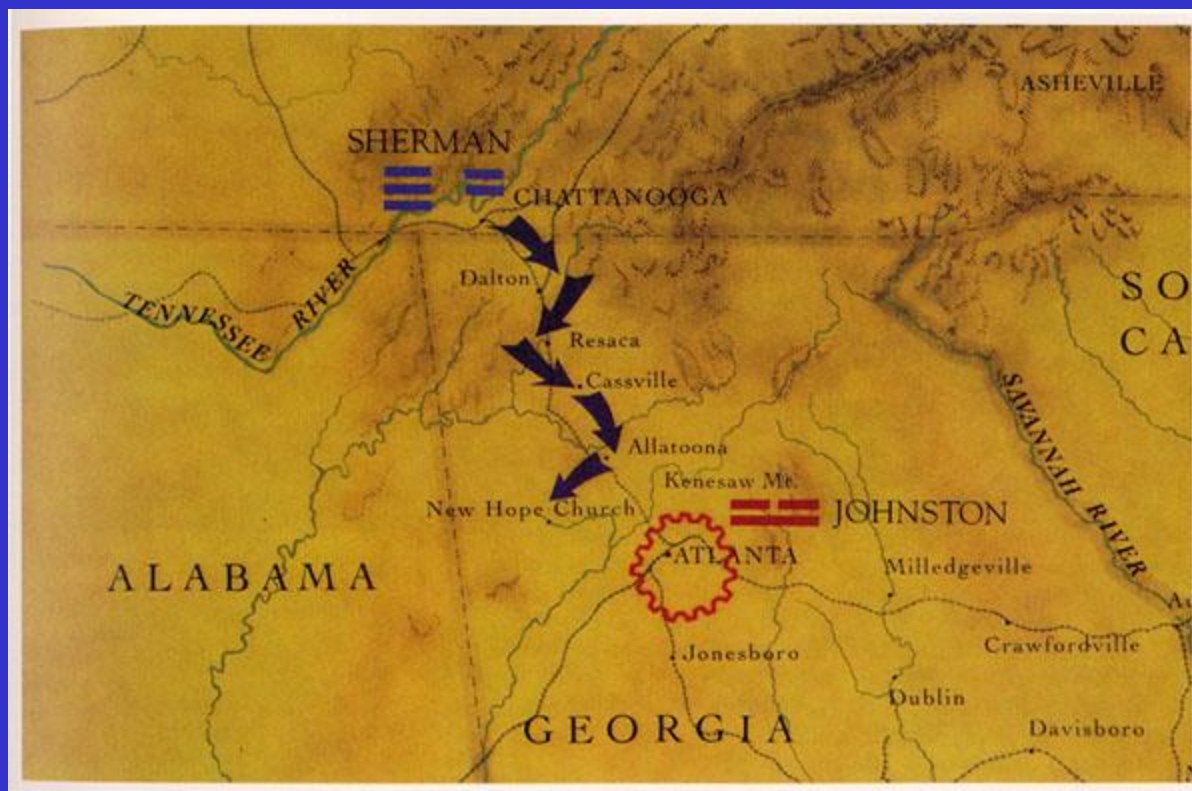 ASHEVILLE
SHERMAN
CHATTANOOGA
Dalton
TENNESSEE RIVER
SO
CA
Resaca
Cassville
SAVANNAH RIVER
Allatoona
Kenesaw Mt.
New Hope Church
JOHNSTON
ATLANTA
ALABAMA
Milledgeville
Jonesboro
Crawfordville
Dublin
GEORGIA
Davisboro